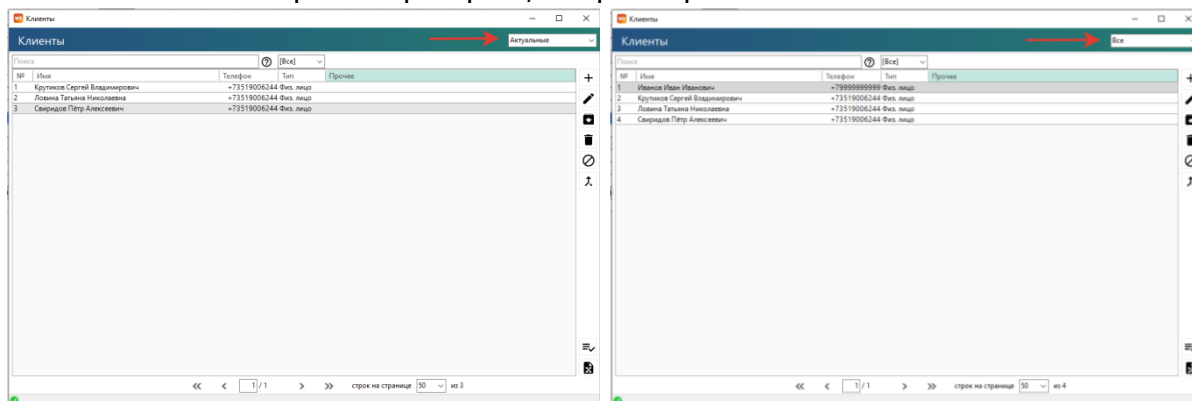 Клиенты
Клиенты
Актуальные
Поиск
[Все]
№ Имя Телефон Тип Прочее
1 Крутиков Сергей Владимирович +73519006244 Физ. лицо
2 Ловина Татьяна Николаевна +73519006244 Физ. лицо
3 Свиридов Пётр Алексеевич +73519006244 Физ. лицо
1 / 1 строк на странице 50 из 3
Клиенты
Клиенты
Все
Поиск
[Все]
№ Имя Телефон Тип Прочее
1 Иванов Иван Иванович +79999999999 Физ. лицо
2 Крутиков Сергей Владимирович +73519006244 Физ. лицо
3 Ловина Татьяна Николаевна +73519006244 Физ. лицо
4 Свиридов Пётр Алексеевич +73519006244 Физ. лицо
1 / 1 строк на странице 50 из 4